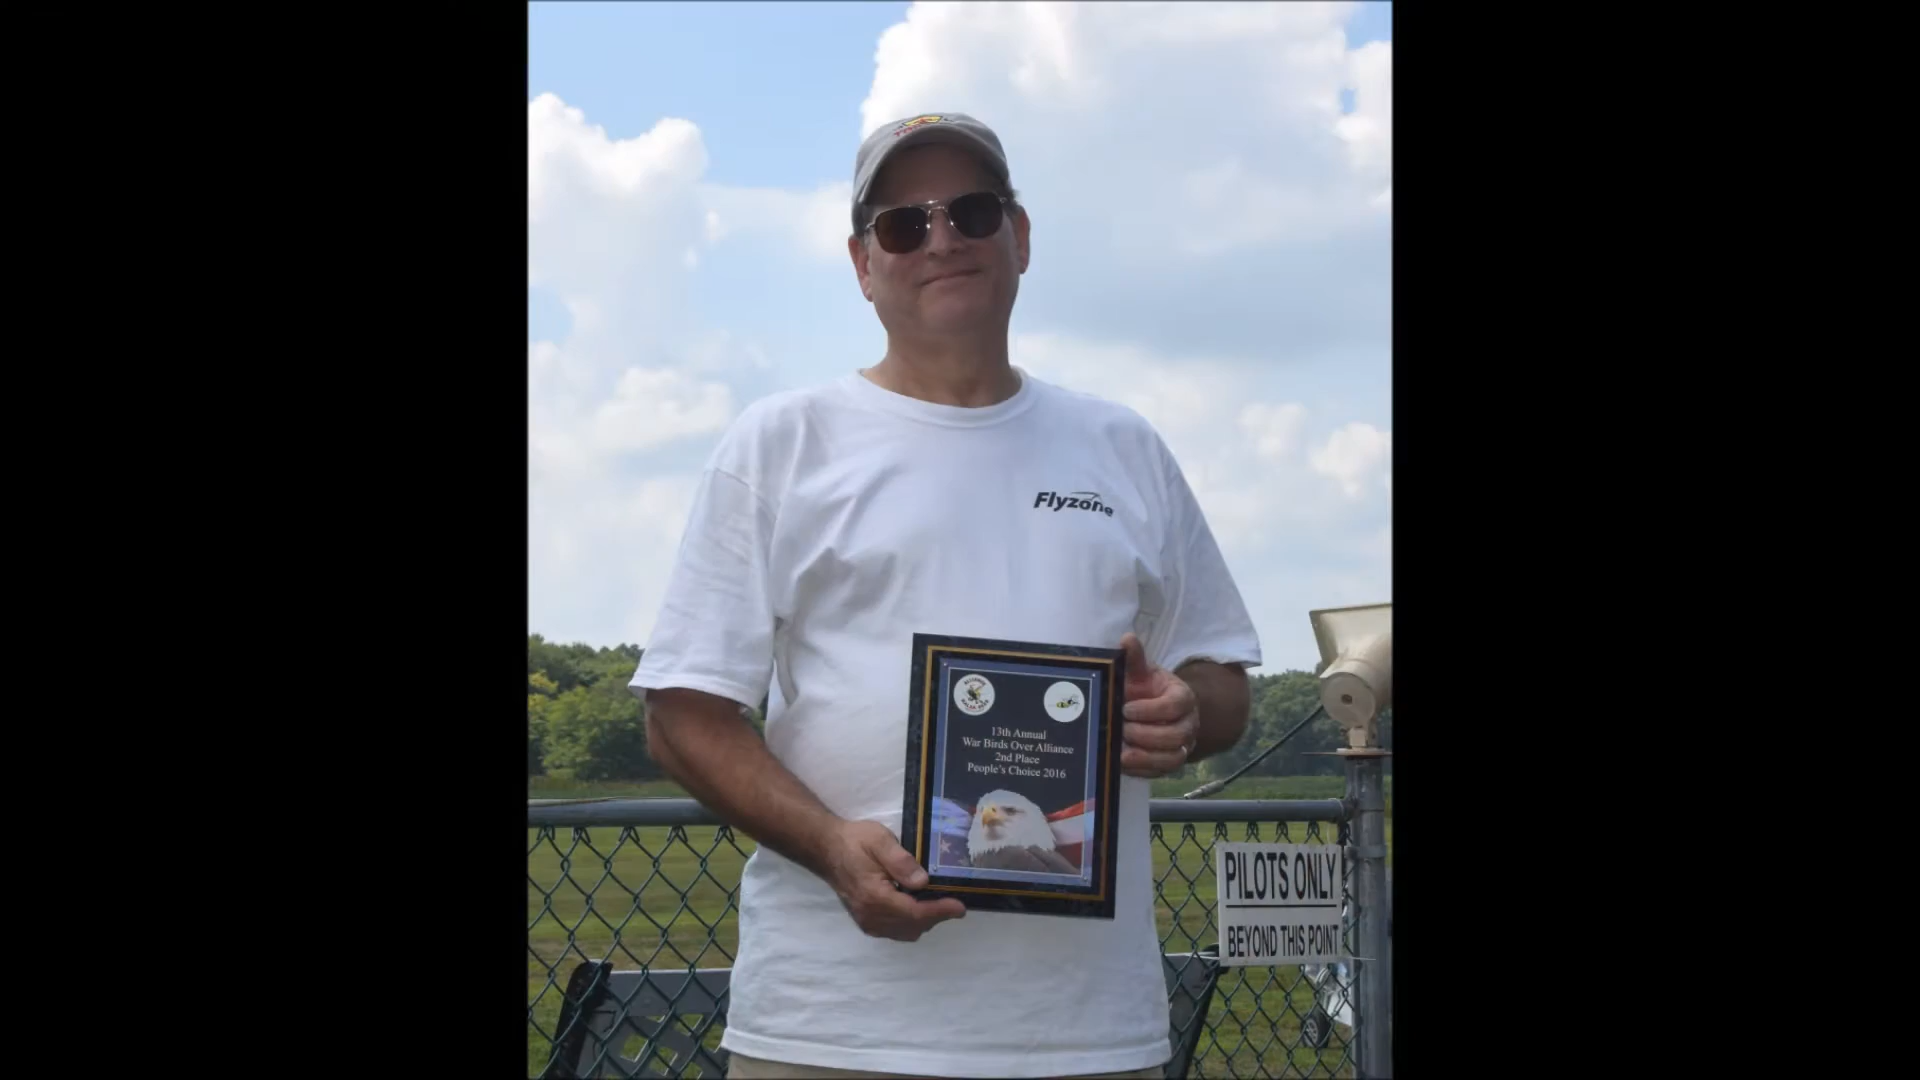 Flyzone
13th Annual
War Birds Over Alliance
2nd Place
People's Choice 2016
PILOTS ONLY
BEYOND THIS POINT